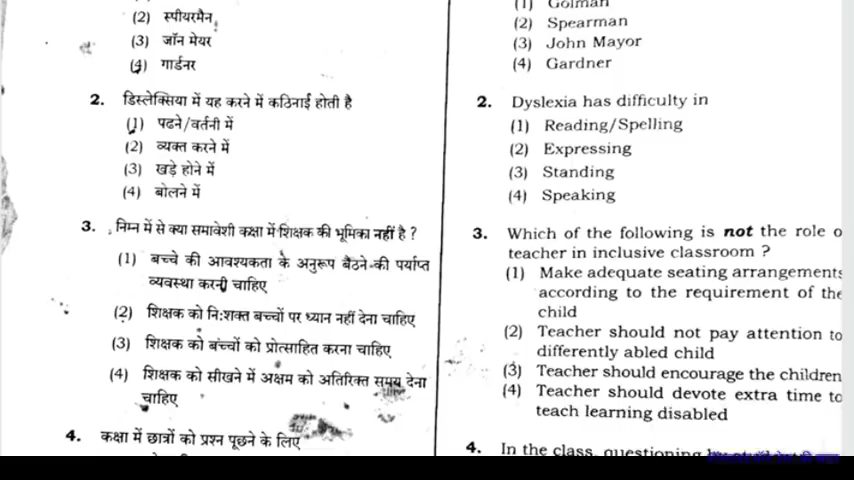 (2) स्पीयरमैन
(3) जॉन मेयर
(4) गार्डनर
2. डिस्लेक्सिया में यह करने में कठिनाई होती है
(1) पढने/वर्तनी में
(2) व्यक्त करने में
(3) खड़े होने में
(4) बोलने में
3. निम्न में से क्या समावेशी कक्षा में शिक्षक की भूमिका नहीं है ?
(1) बच्चे की आवश्यकता के अनुरूप बैठने की पर्याप्त
व्यवस्था करनी चाहिए
(2) शिक्षक को निःशक्त बच्चों पर ध्यान नहीं देना चाहिए
(3) शिक्षक को बच्चों को प्रोत्साहित करना चाहिए
(4) शिक्षक को सीखने में अक्षम को अतिरिक्त समय देना
चाहिए
4. कक्षा में छात्रों को प्रश्न पूछने के लिए
(1) Golman
(2) Spearman
(3) John Mayor
(4) Gardner
2. Dyslexia has difficulty in
(1) Reading/Spelling
(2) Expressing
(3) Standing
(4) Speaking
3. Which of the following is not the role o
teacher in inclusive classroom ?
(1) Make adequate seating arrangements
according to the requirement of the
child
(2) Teacher should not pay attention to
differently abled child
(3) Teacher should encourage the children
(4) Teacher should devote extra time to
teach learning disabled
4. In the class, questioning